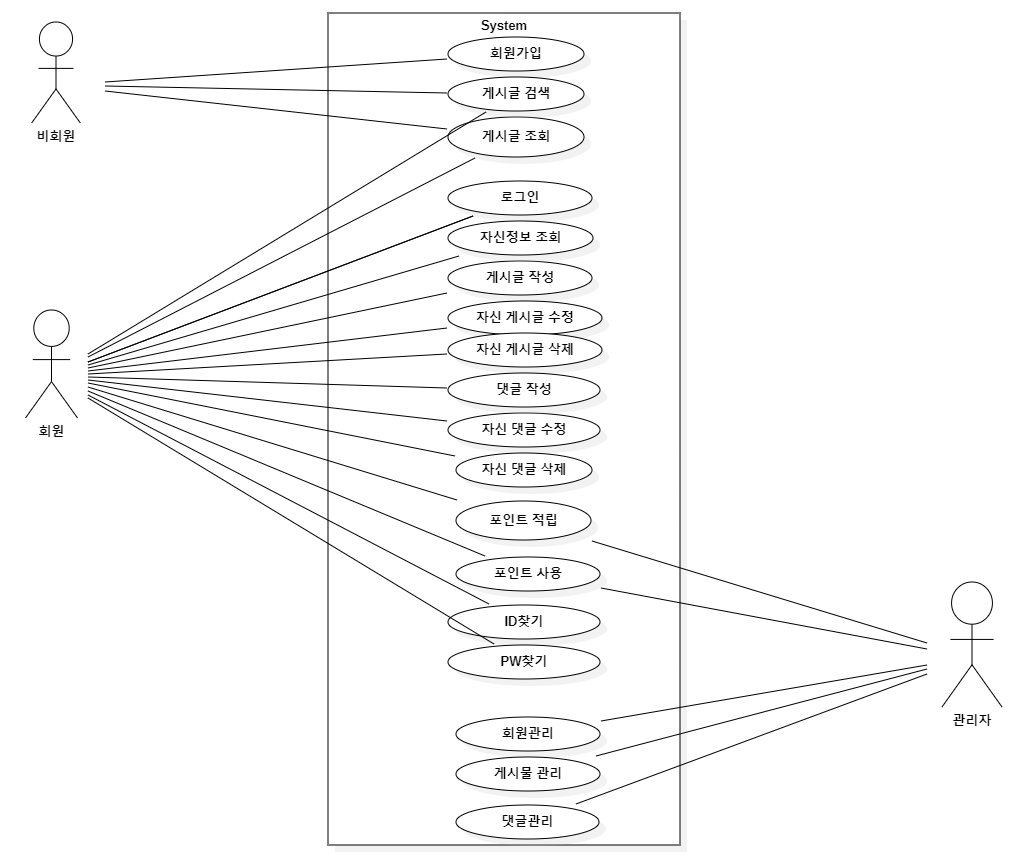 System
회원가입
게시글 검색
게시글 조회
비회원
로그인
자신정보 조회
게시글 작성
자신 게시글 수정
자신 게시글 삭제
댓글 작성
자신 댓글 수정
회원
자신 댓글 삭제
포인트 적립
포인트 사용
ID찾기
PW찾기
관리자
회원관리
게시물 관리
댓글관리